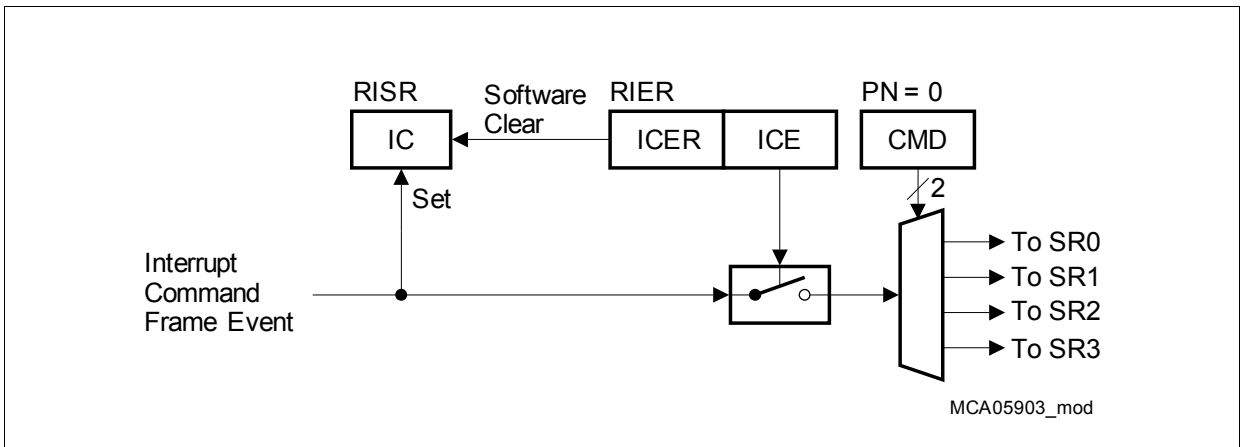 RISR
Software
Clear
RIER
PN = 0
IC
ICER
ICE
CMD
Set
2
Interrupt
Command
Frame Event
To SR0
To SR1
To SR2
To SR3
MCA05903_mod